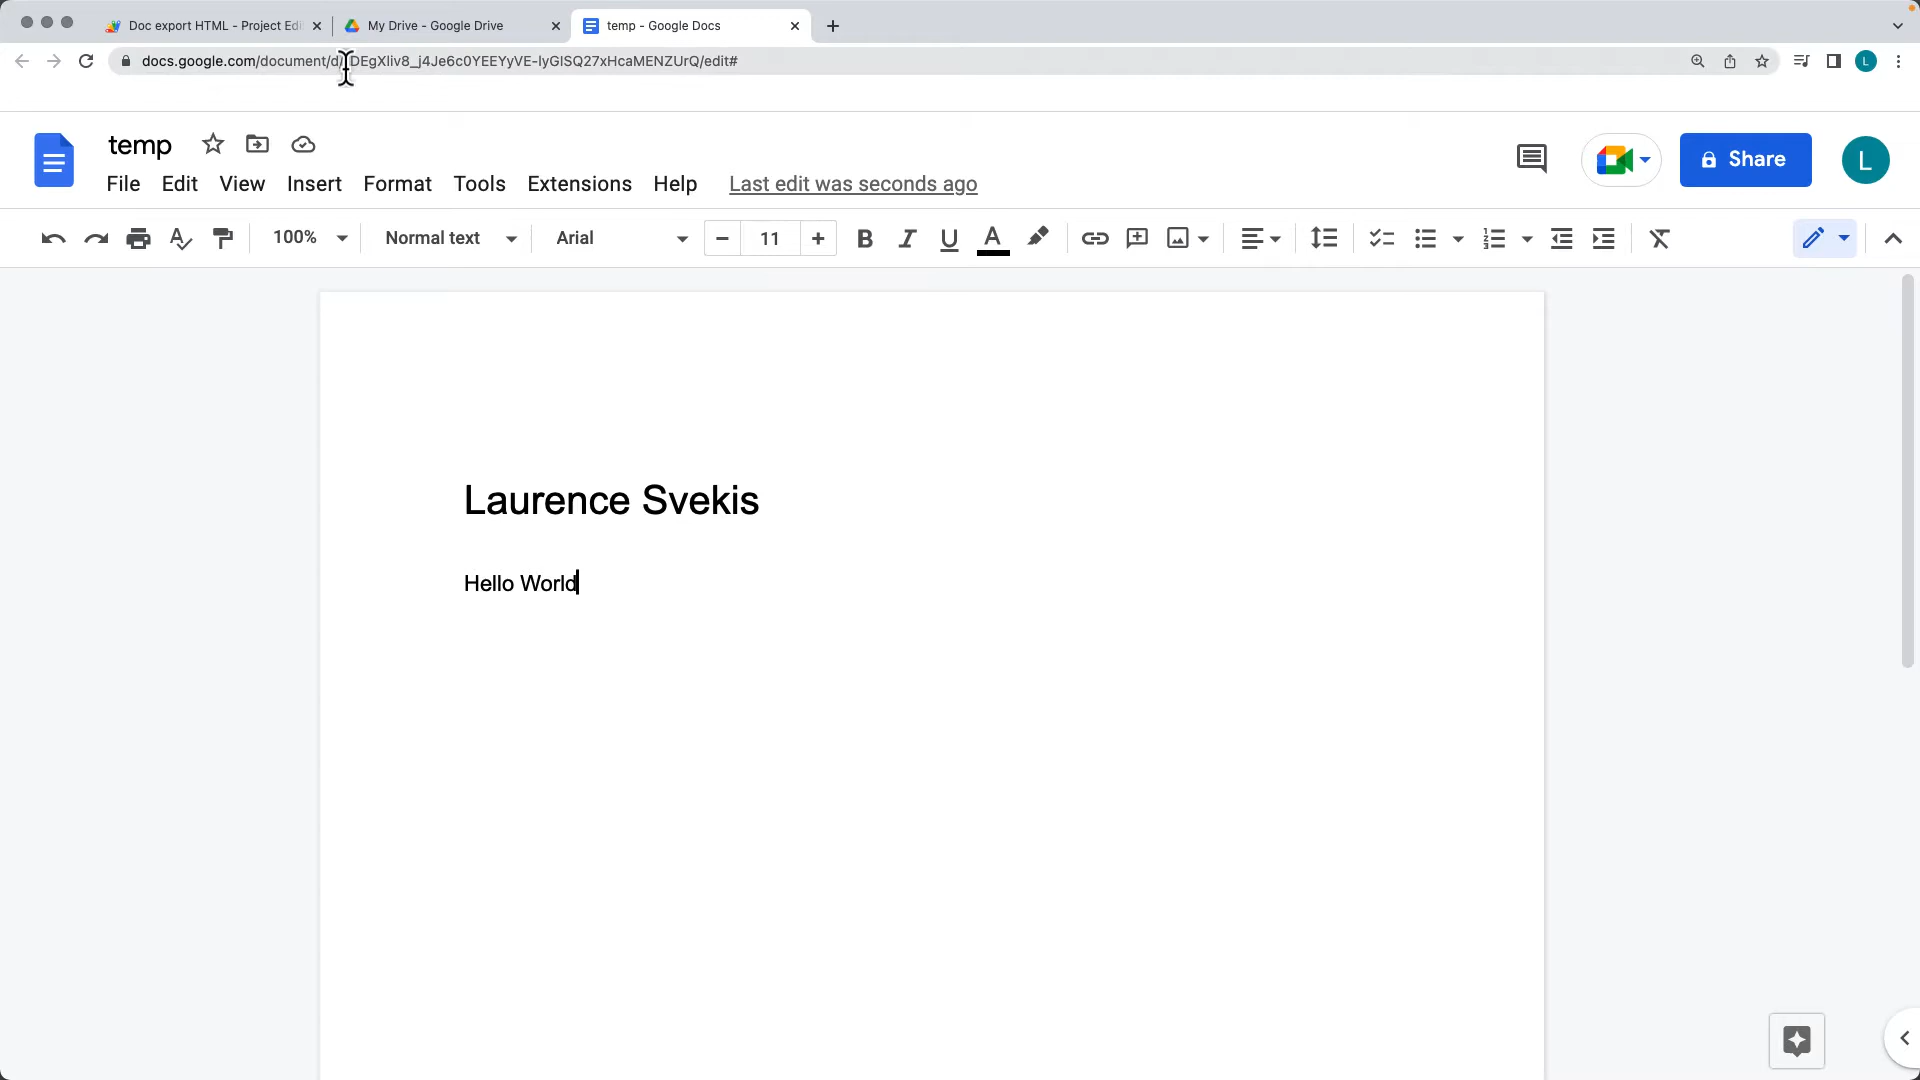 Doc export HTML - Project Edi
My Drive - Google Drive
temp - Google Docs
docs.google.com/document/d/ DEgXliv8_j4Je6c0YEEYyVE-IyGlSQ27xHcaMENZUrQ/edit#
L
temp
File Edit View Insert Format Tools Extensions Help Last edit was seconds ago
Share
L
100% Normal text Arial 11 B I U A
Laurence Svekis
Hello World